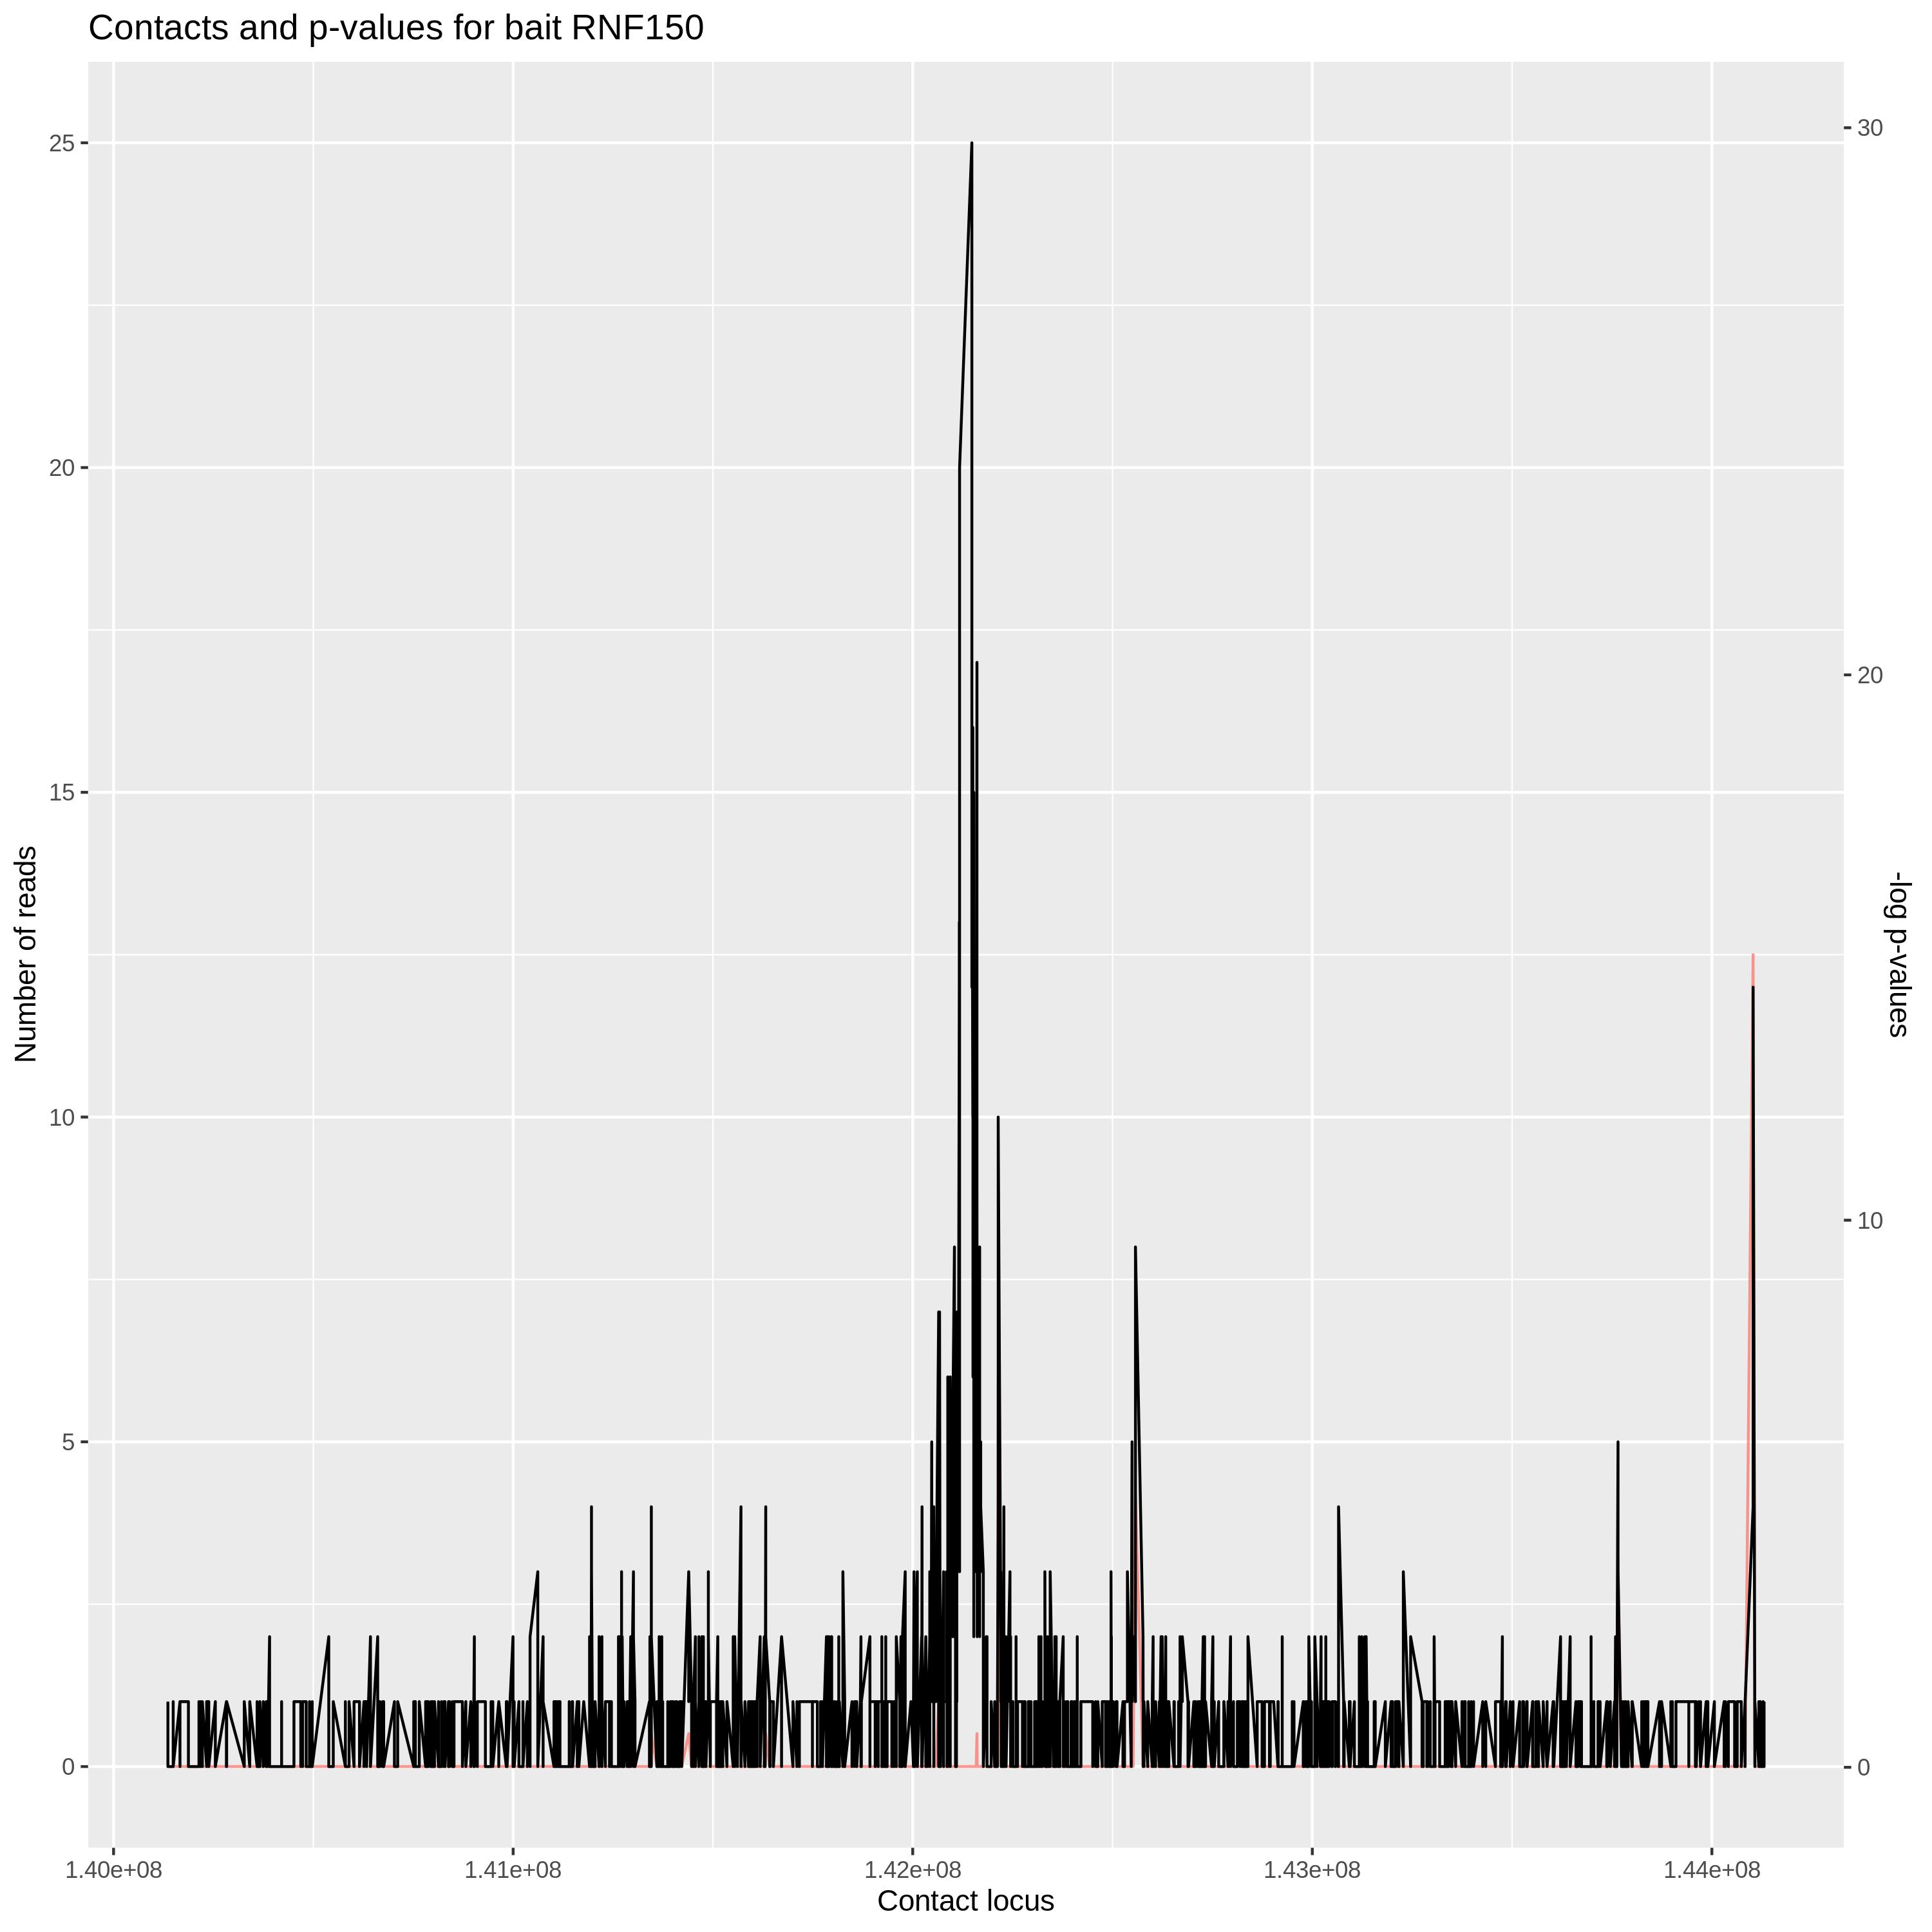 Contacts and p-values for bait RNF150
25
20
15
10
5
0
Number of reads
30
20
10
0
-log p-values
1.40e+08 1.41e+08 1.42e+08 1.43e+08 1.44e+08
Contact locus